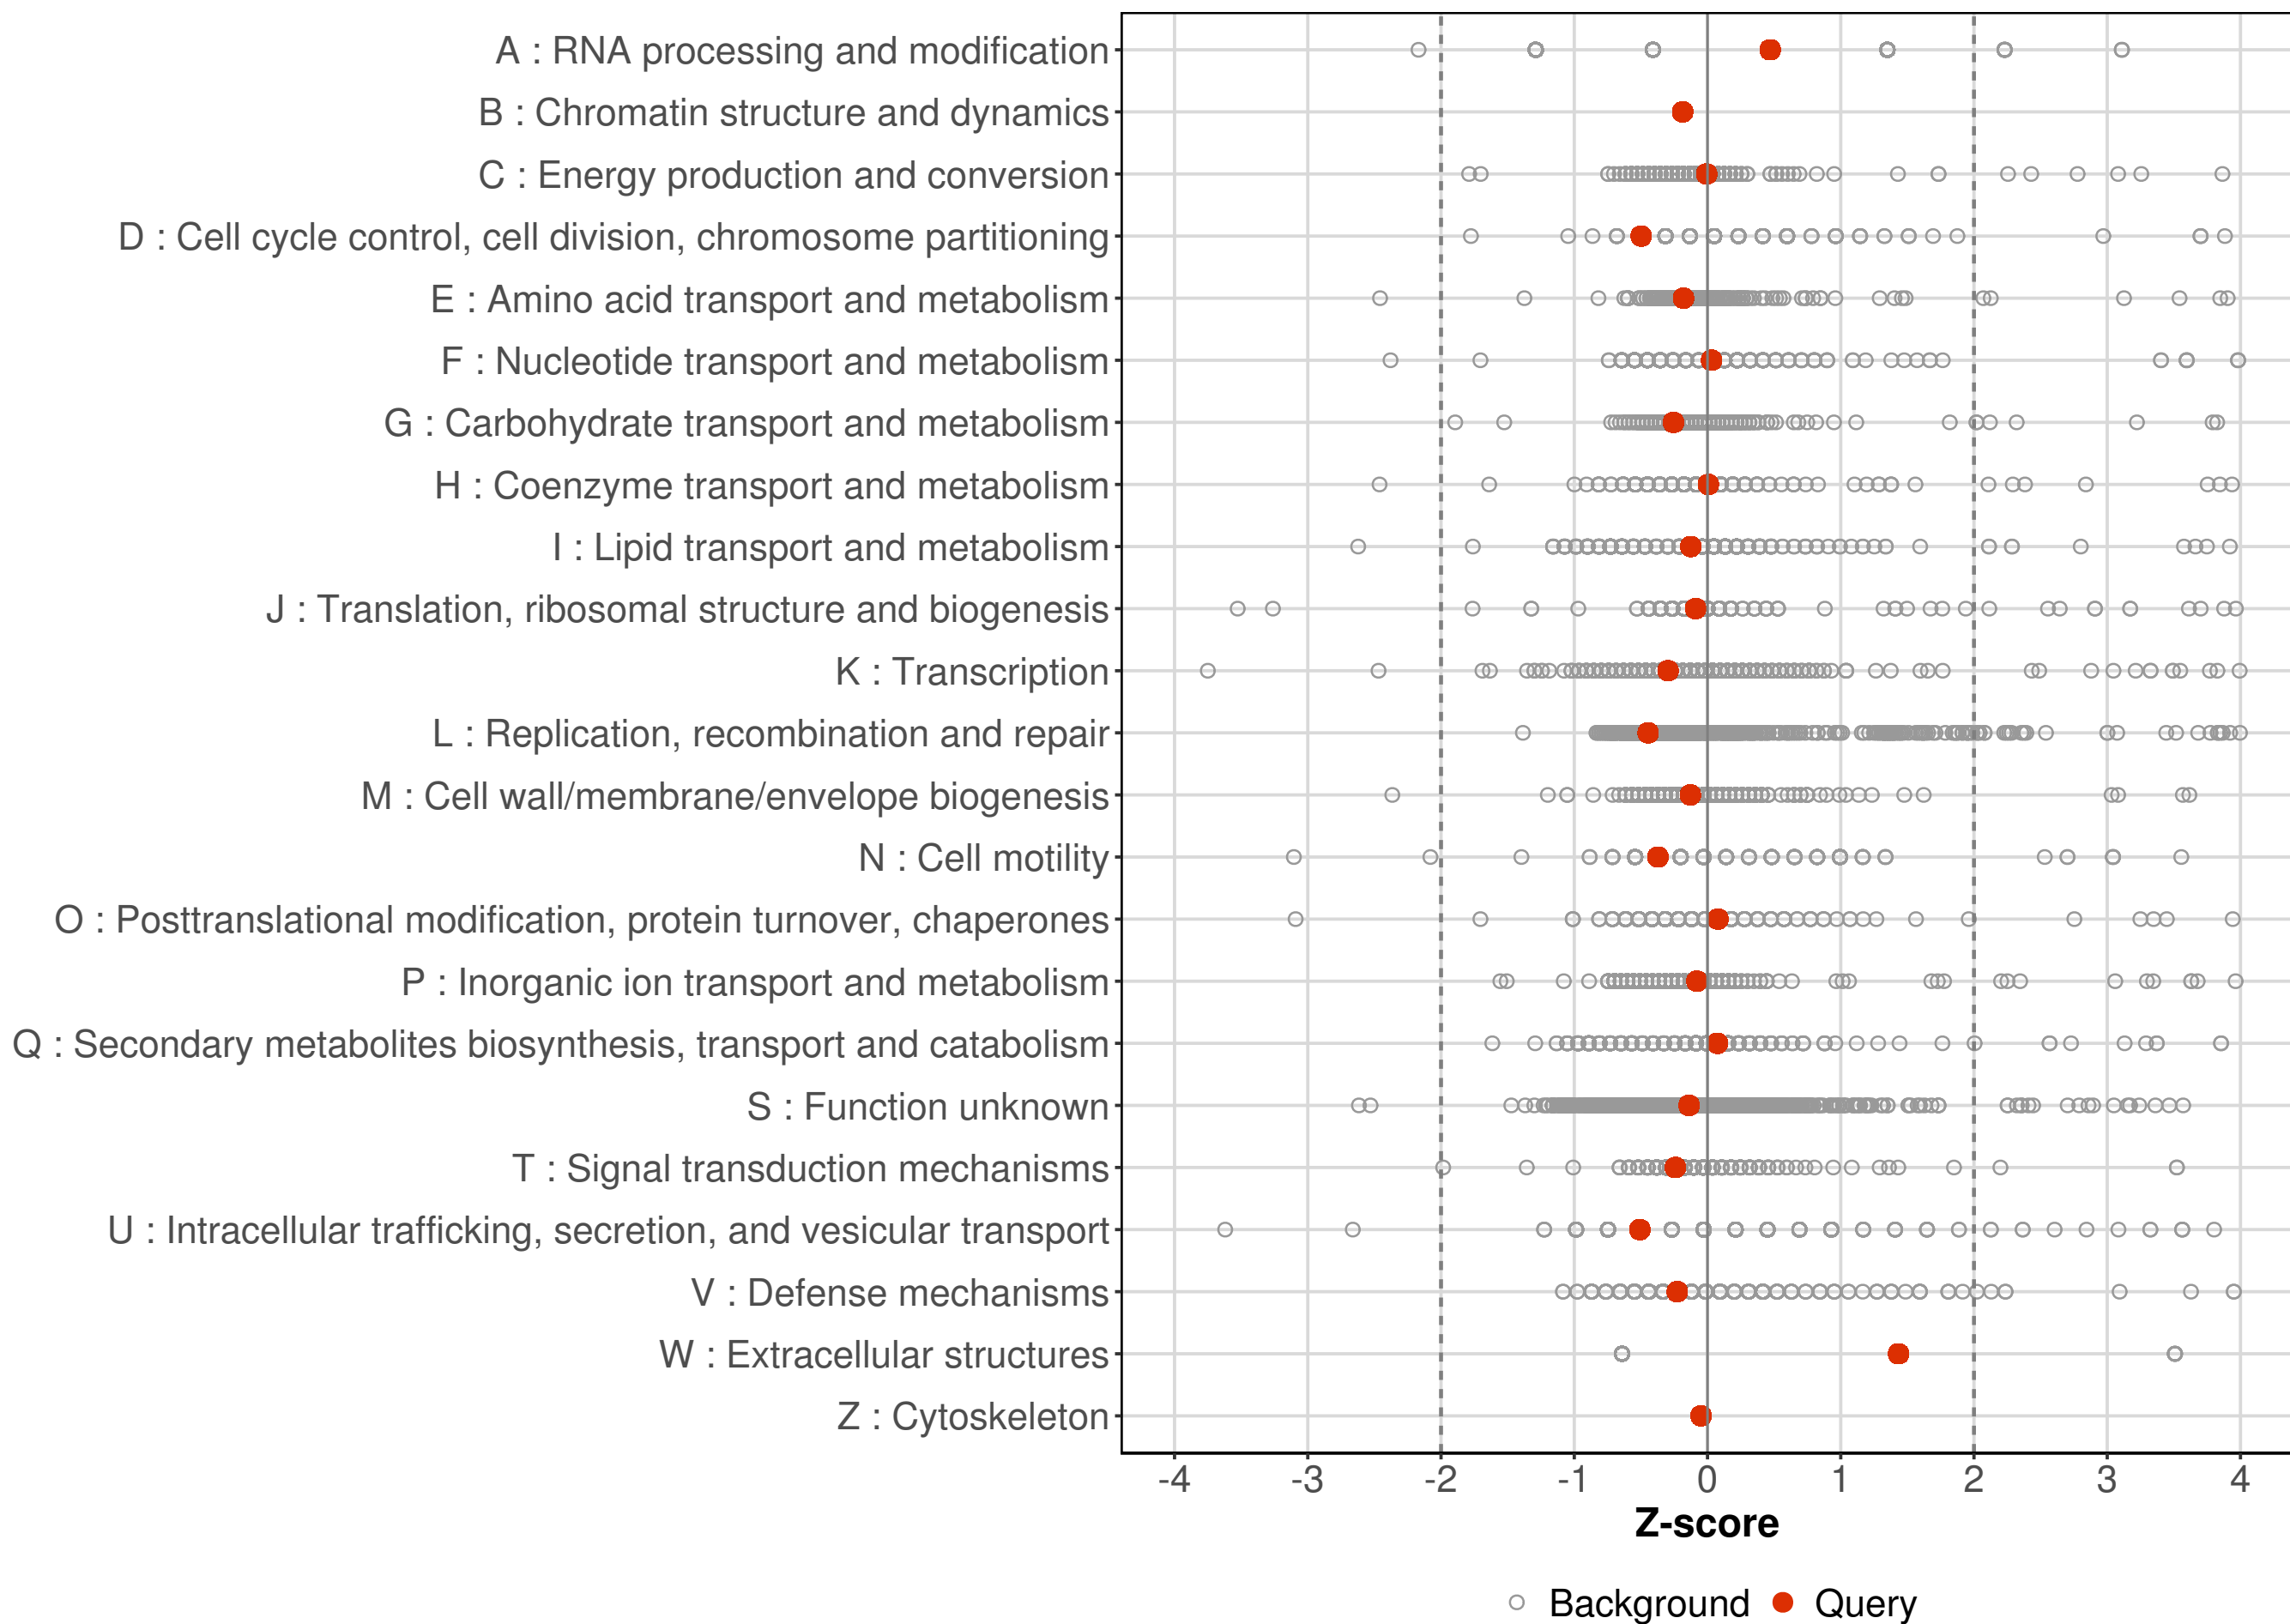 A : RNA processing and modification
B : Chromatin structure and dynamics
C : Energy production and conversion
D : Cell cycle control, cell division, chromosome partitioning
E : Amino acid transport and metabolism
F : Nucleotide transport and metabolism
G : Carbohydrate transport and metabolism
H : Coenzyme transport and metabolism
I : Lipid transport and metabolism
J : Translation, ribosomal structure and biogenesis
K : Transcription
L : Replication, recombination and repair
M : Cell wall/membrane/envelope biogenesis
N : Cell motility
O : Posttranslational modification, protein turnover, chaperones
P : Inorganic ion transport and metabolism
Q : Secondary metabolites biosynthesis, transport and catabolism
S : Function unknown
T : Signal transduction mechanisms
U : Intracellular trafficking, secretion, and vesicular transport
V : Defense mechanisms
W : Extracellular structures
Z : Cytoskeleton
-4 -3 -2 -1 0 1 2 3 4
Z-score
Background Query